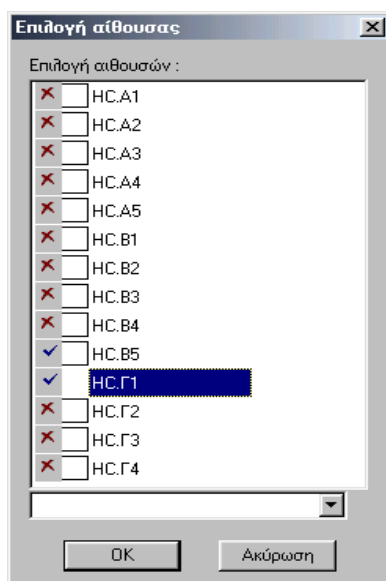 Επιλογή αίθουσας
Επιλογή αιθουσών :
HC.A1
HC.A2
HC.A3
HC.A4
HC.A5
HC.B1
HC.B2
HC.B3
HC.B4
HC.B5
HC.Γ1
HC.Γ2
HC.Γ3
HC.Γ4
OK
Ακύρωση